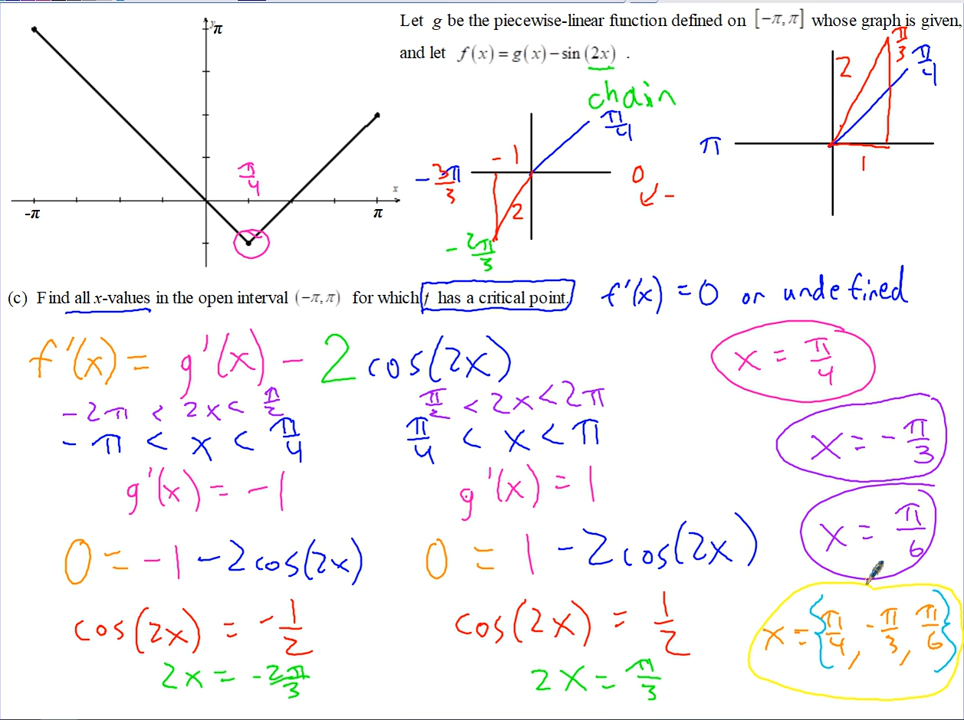 Let g be the piecewise-linear function defined on [-π, π] whose graph is given,
and let f(x) = g(x) - sin(2x) .
chain
y
π
x
-π
π
π/4
-1
π/4
-3π/3
2
-2π/3
0
-
π
2
π/3
π/4
1
(c) Find all x-values in the open interval (-π, π) for which f has a critical point.
f'(x) = 0 or undefined
f'(x) = g'(x) - 2 cos(2x)
x = π/4
-2π < 2x < π/2
π/2 < 2x < 2π
-π < x < π/4
π/4 < x < π
x = -π/3
g'(x) = -1
g'(x) = 1
x = π/6
0 = -1 - 2cos(2x)
0 = 1 - 2cos(2x)
cos(2x) = -1/2
cos(2x) = 1/2
x = {π/4, -π/3, π/6}
2x = -2π/3
2x = π/3